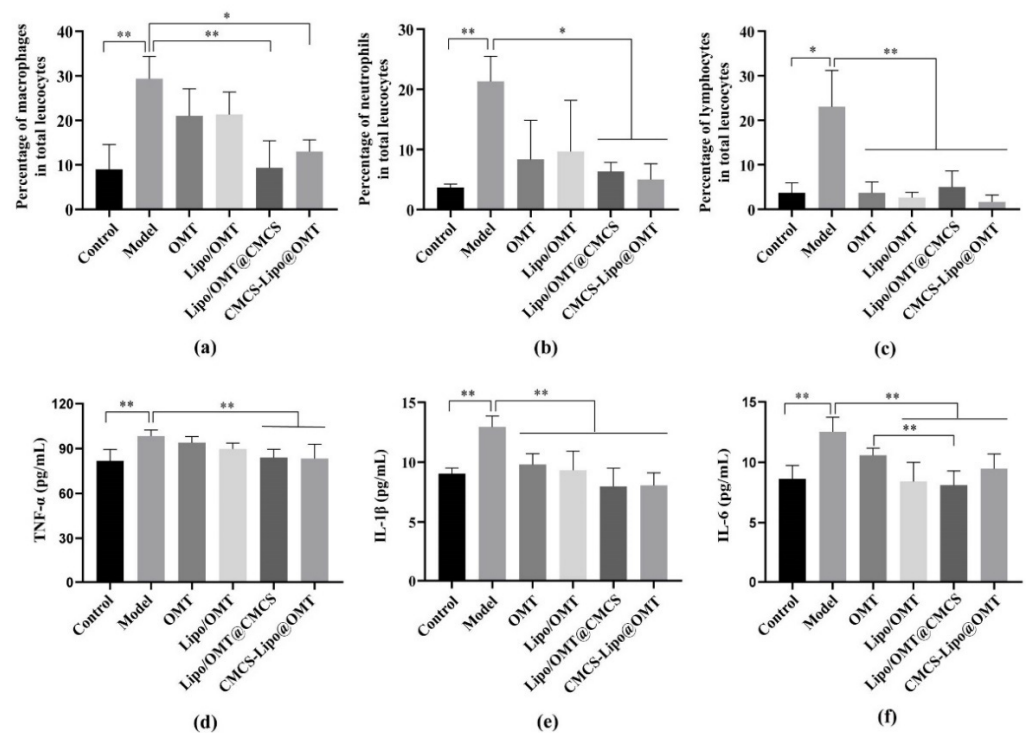 Percentage of macrophages
in total leucocytes
40
30
20
10
0
**
**
*
Control
Model
OMT
Lipo/OMT
Lipo/OMT@CMCS
CMCS-Lipo@OMT
(a)
Percentage of neutrophils
in total leucocytes
30
20
10
0
**
*
Control
Model
OMT
Lipo/OMT
Lipo/OMT@CMCS
CMCS-Lipo@OMT
(b)
Percentage of lymphocytes
in total leucocytes
40
30
20
10
0
*
**
Control
Model
OMT
Lipo/OMT
Lipo/OMT@CMCS
CMCS-Lipo@OMT
(c)
TNF-α (pg/mL)
120
90
60
30
0
**
**
Control
Model
OMT
Lipo/OMT
Lipo/OMT@CMCS
CMCS-Lipo@OMT
(d)
IL-1β (pg/mL)
15
10
5
0
**
**
Control
Model
OMT
Lipo/OMT
Lipo/OMT@CMCS
CMCS-Lipo@OMT
(e)
IL-6 (pg/mL)
15
10
5
0
**
**
**
Control
Model
OMT
Lipo/OMT
Lipo/OMT@CMCS
CMCS-Lipo@OMT
(f)